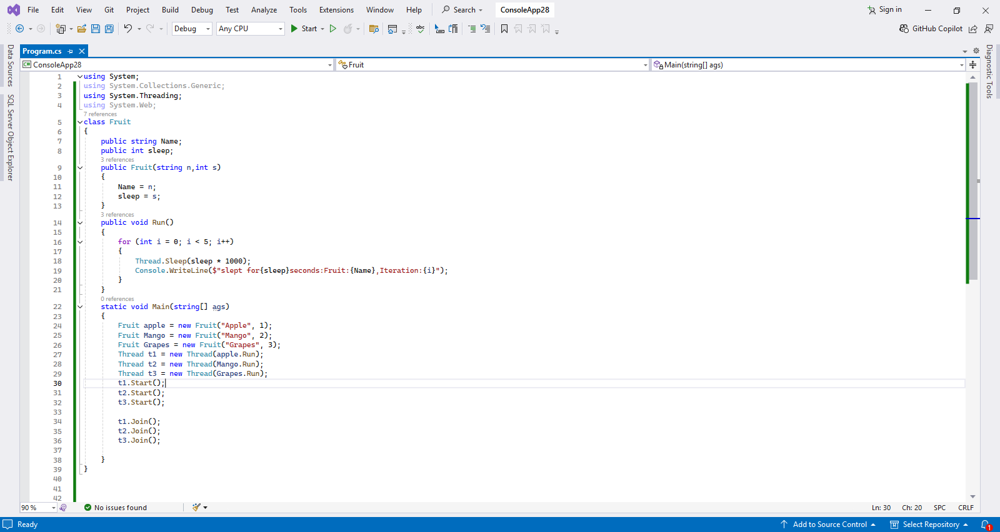 File Edit View Git Project Build Debug Test Analyze Tools Extensions Window Help Search ConsoleApp28 Sign in
Debug Any CPU Start abc GitHub Copilot
Data Sources
SQL Server Object Explorer
Program.cs
C# ConsoleApp28 Fruit Main(string[] ags)
Diagnostic Tools
1 using System;
2 using System.Collections.Generic;
3 using System.Threading;
4 using System.Web;
7 references
5 class Fruit
6 {
7 public string Name;
8 public int sleep;
3 references
9 public Fruit(string n,int s)
10 {
11 Name = n;
12 sleep = s;
13 }
3 references
14 public void Run()
15 {
16 for (int i = 0; i < 5; i++)
17 {
18 Thread.Sleep(sleep * 1000);
19 Console.WriteLine($"slept for{sleep}seconds:Fruit:{Name},Iteration:{i}");
20 }
21 }
0 references
22 static void Main(string[] ags)
23 {
24 Fruit apple = new Fruit("Apple", 1);
25 Fruit Mango = new Fruit("Mango", 2);
26 Fruit Grapes = new Fruit("Grapes", 3);
27 Thread t1 = new Thread(apple.Run);
28 Thread t2 = new Thread(Mango.Run);
29 Thread t3 = new Thread(Grapes.Run);
30 t1.Start();
31 t2.Start();
32 t3.Start();
33
34 t1.Join();
35 t2.Join();
36 t3.Join();
37
38 }
39 }
40
41
42
90 % No issues found Ln: 30 Ch: 20 SPC CRLF
Ready Add to Source Control Select Repository 1